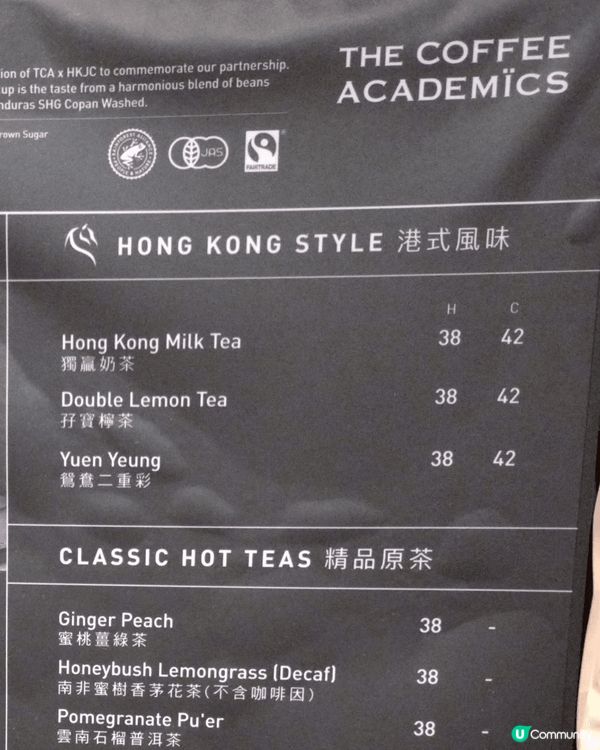 ion of TCA x HKJC to commemorate our partnership.
up is the taste from a harmonious blend of beans
nduras SHG Copan Washed.
rown Sugar
THE COFFEE
ACADEMÏCS
RAINFOREST ALLIANCE
PEOPLE & NATURE
JAS
FAIRTRADE
HONG KONG STYLE 港式風味
H C
Hong Kong Milk Tea 38 42
獨贏奶茶
Double Lemon Tea 38 42
孖寶檸茶
Yuen Yeung 38 42
鴛鴦二重彩
CLASSIC HOT TEAS 精品原茶
Ginger Peach 38 -
蜜桃薑綠茶
Honeybush Lemongrass (Decaf) 38 -
南非蜜樹香茅花茶(不含咖啡因)
Pomegranate Pu'er 38 -
雲南石榴普洱茶
U Community